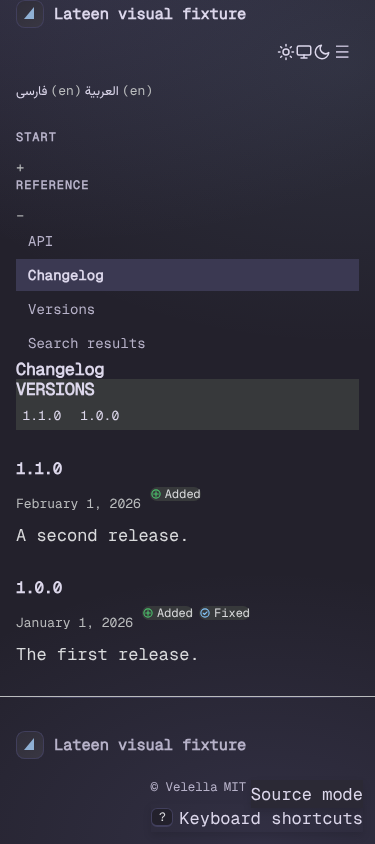 Lateen visual fixture
فارسی (en) العربية (en)
START
+
REFERENCE
−
API
Changelog
Versions
Search results
Changelog
VERSIONS
1.1.0 1.0.0
1.1.0
February 1, 2026 Added
A second release.
1.0.0
January 1, 2026 Added Fixed
The first release.
Lateen visual fixture
© Velella MIT
Source mode
? Keyboard shortcuts